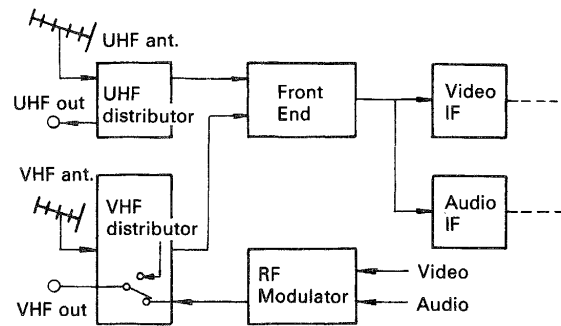 UHF ant.
UHF out
UHF
distributor
Front
End
Video
IF
VHF ant.
VHF
distributor
Audio
IF
VHF out
RF
Modulator
Video
Audio